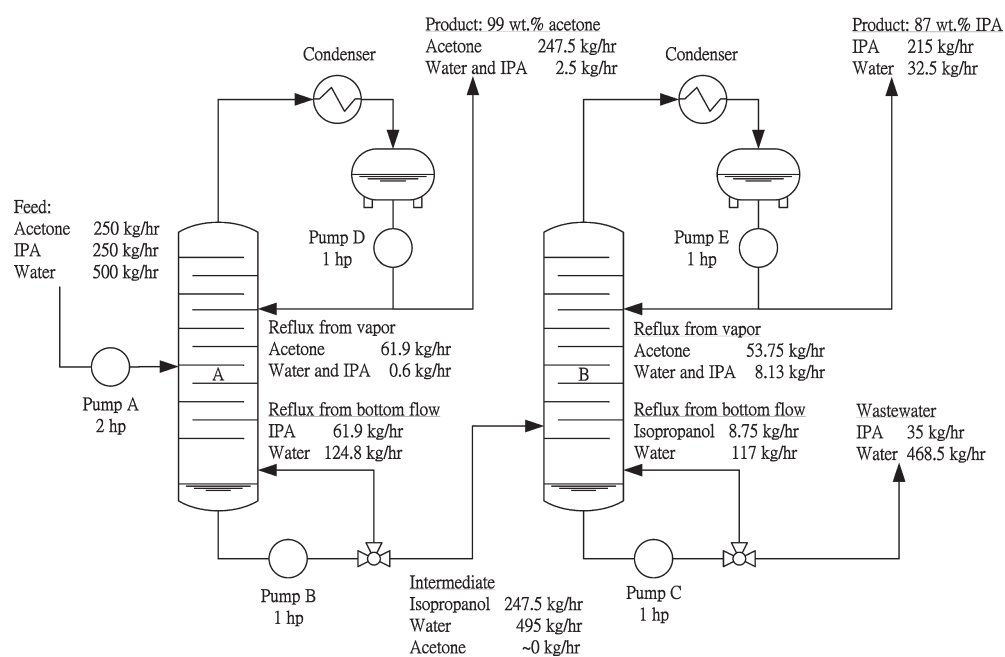 Product: 99 wt.% acetone
Acetone 247.5 kg/hr
Water and IPA 2.5 kg/hr
Product: 87 wt.% IPA
IPA 215 kg/hr
Water 32.5 kg/hr
Condenser
Condenser
Feed:
Acetone 250 kg/hr
IPA 250 kg/hr
Water 500 kg/hr
Pump D
1 hp
Pump E
1 hp
Reflux from vapor
Acetone 61.9 kg/hr
Water and IPA 0.6 kg/hr
Reflux from vapor
Acetone 53.75 kg/hr
Water and IPA 8.13 kg/hr
A
B
Pump A
2 hp
Reflux from bottom flow
IPA 61.9 kg/hr
Water 124.8 kg/hr
Reflux from bottom flow
Isopropanol 8.75 kg/hr
Water 117 kg/hr
Wastewater
IPA 35 kg/hr
Water 468.5 kg/hr
Pump B
1 hp
Intermediate
Isopropanol 247.5 kg/hr
Water 495 kg/hr
Acetone ~0 kg/hr
Pump C
1 hp